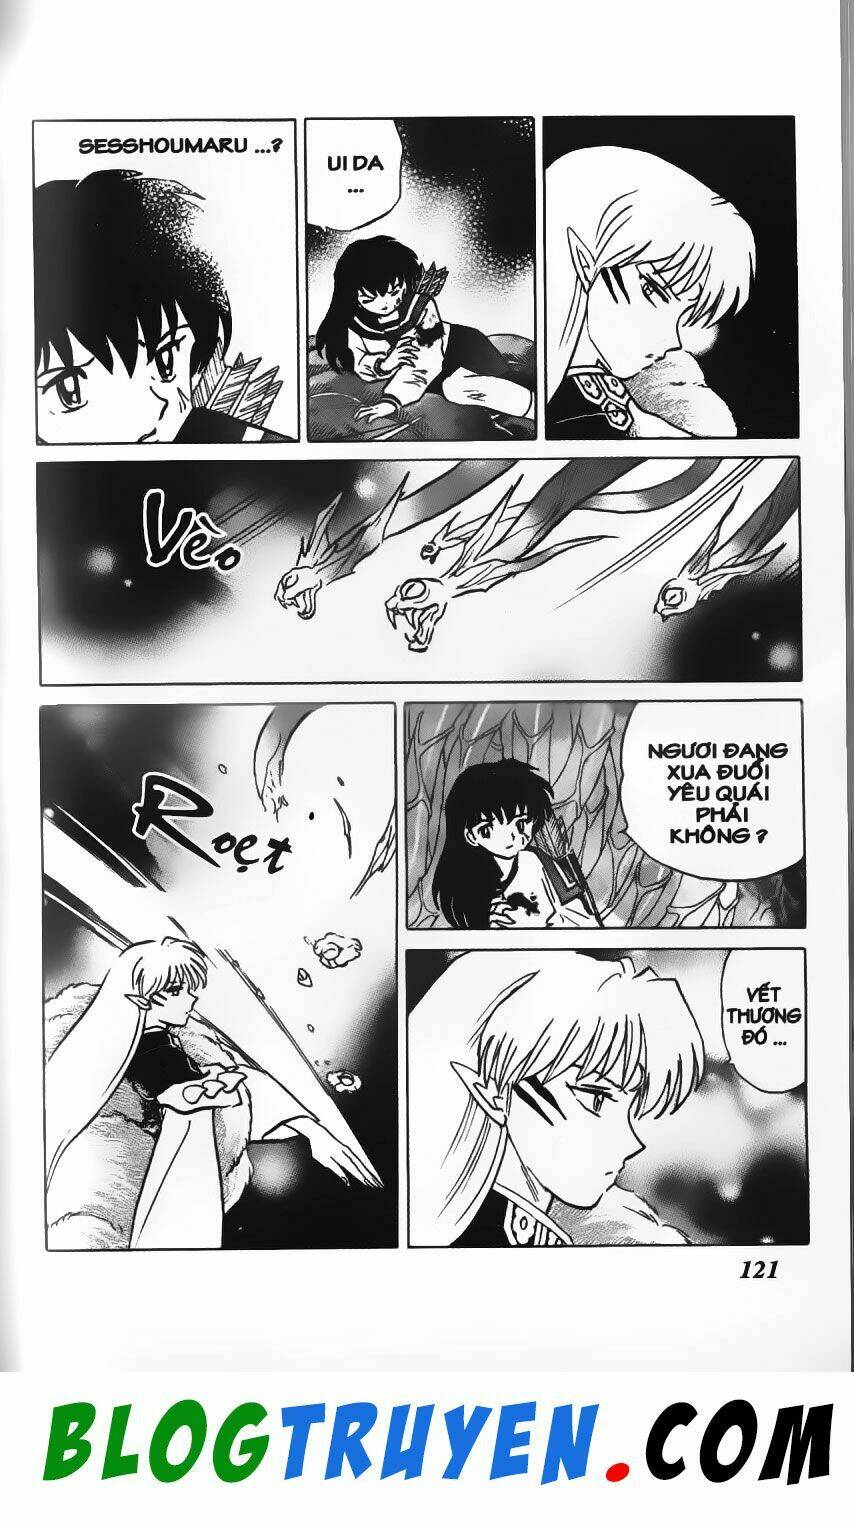 SESSHOUMARU ...?
UI DA
...
Vèo
Roẹt
NGƯƠI ĐANG
XUA ĐUỔI
YÊU QUÁI
PHẢI
KHÔNG ?
VẾT
THƯƠNG
ĐÓ ...
121
BLOGTRUYEN.COM